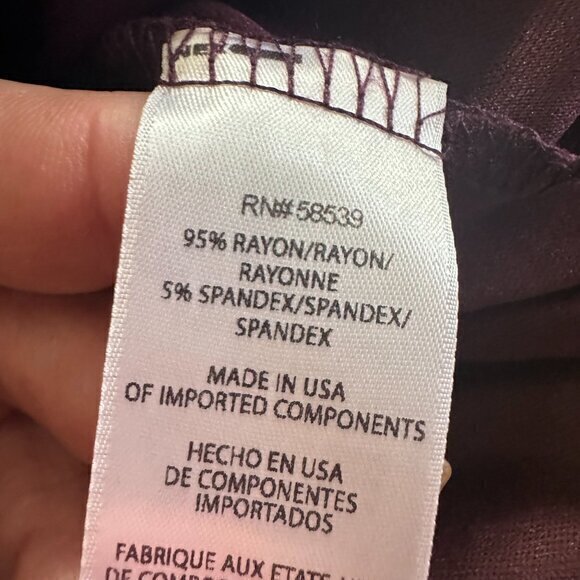 RN# 58539
95% RAYON/RAYON/
RAYONNE
5% SPANDEX/SPANDEX/
SPANDEX
MADE IN USA
OF IMPORTED COMPONENTS
HECHO EN USA
DE COMPONENTES
IMPORTADOS
FABRIQUE AUX ETATS